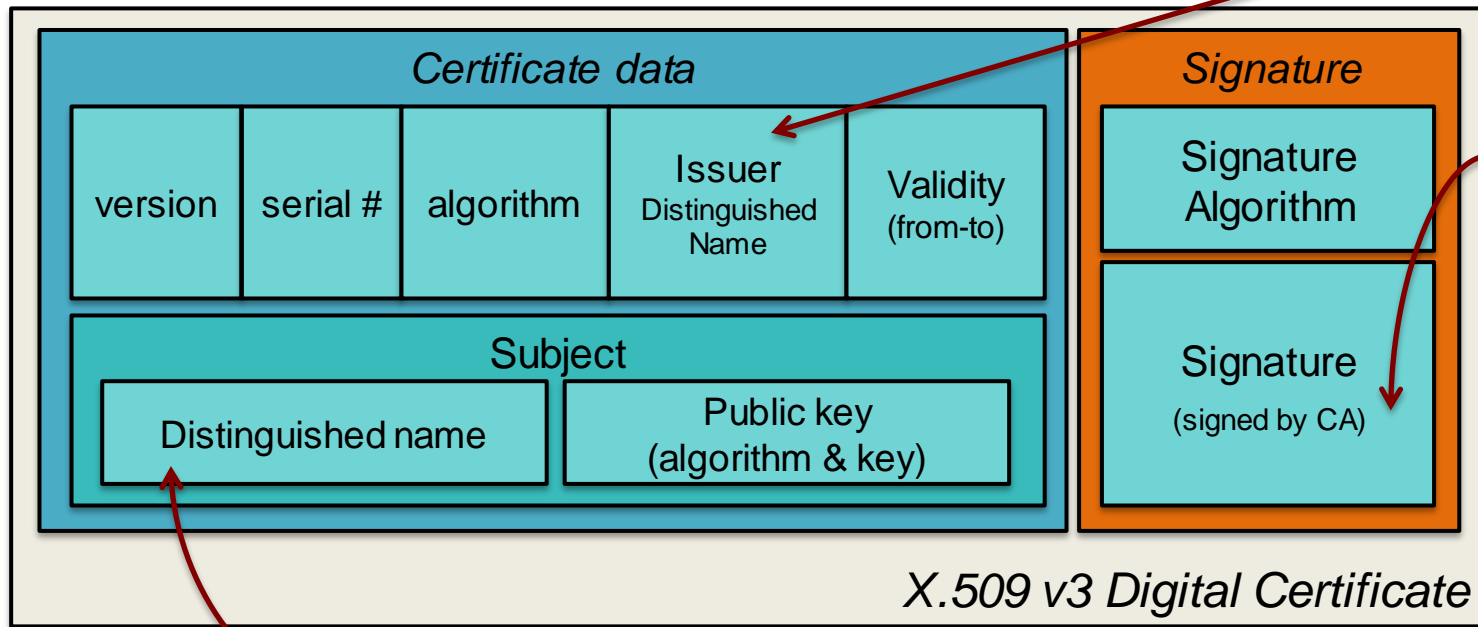 Certificate data
version
serial #
algorithm
Issuer
Distinguished
Name
Validity
(from-to)
Subject
Distinguished name
Public key
(algorithm & key)
Signature
Signature
Algorithm
Signature
(signed by CA)
X.509 v3 Digital Certificate